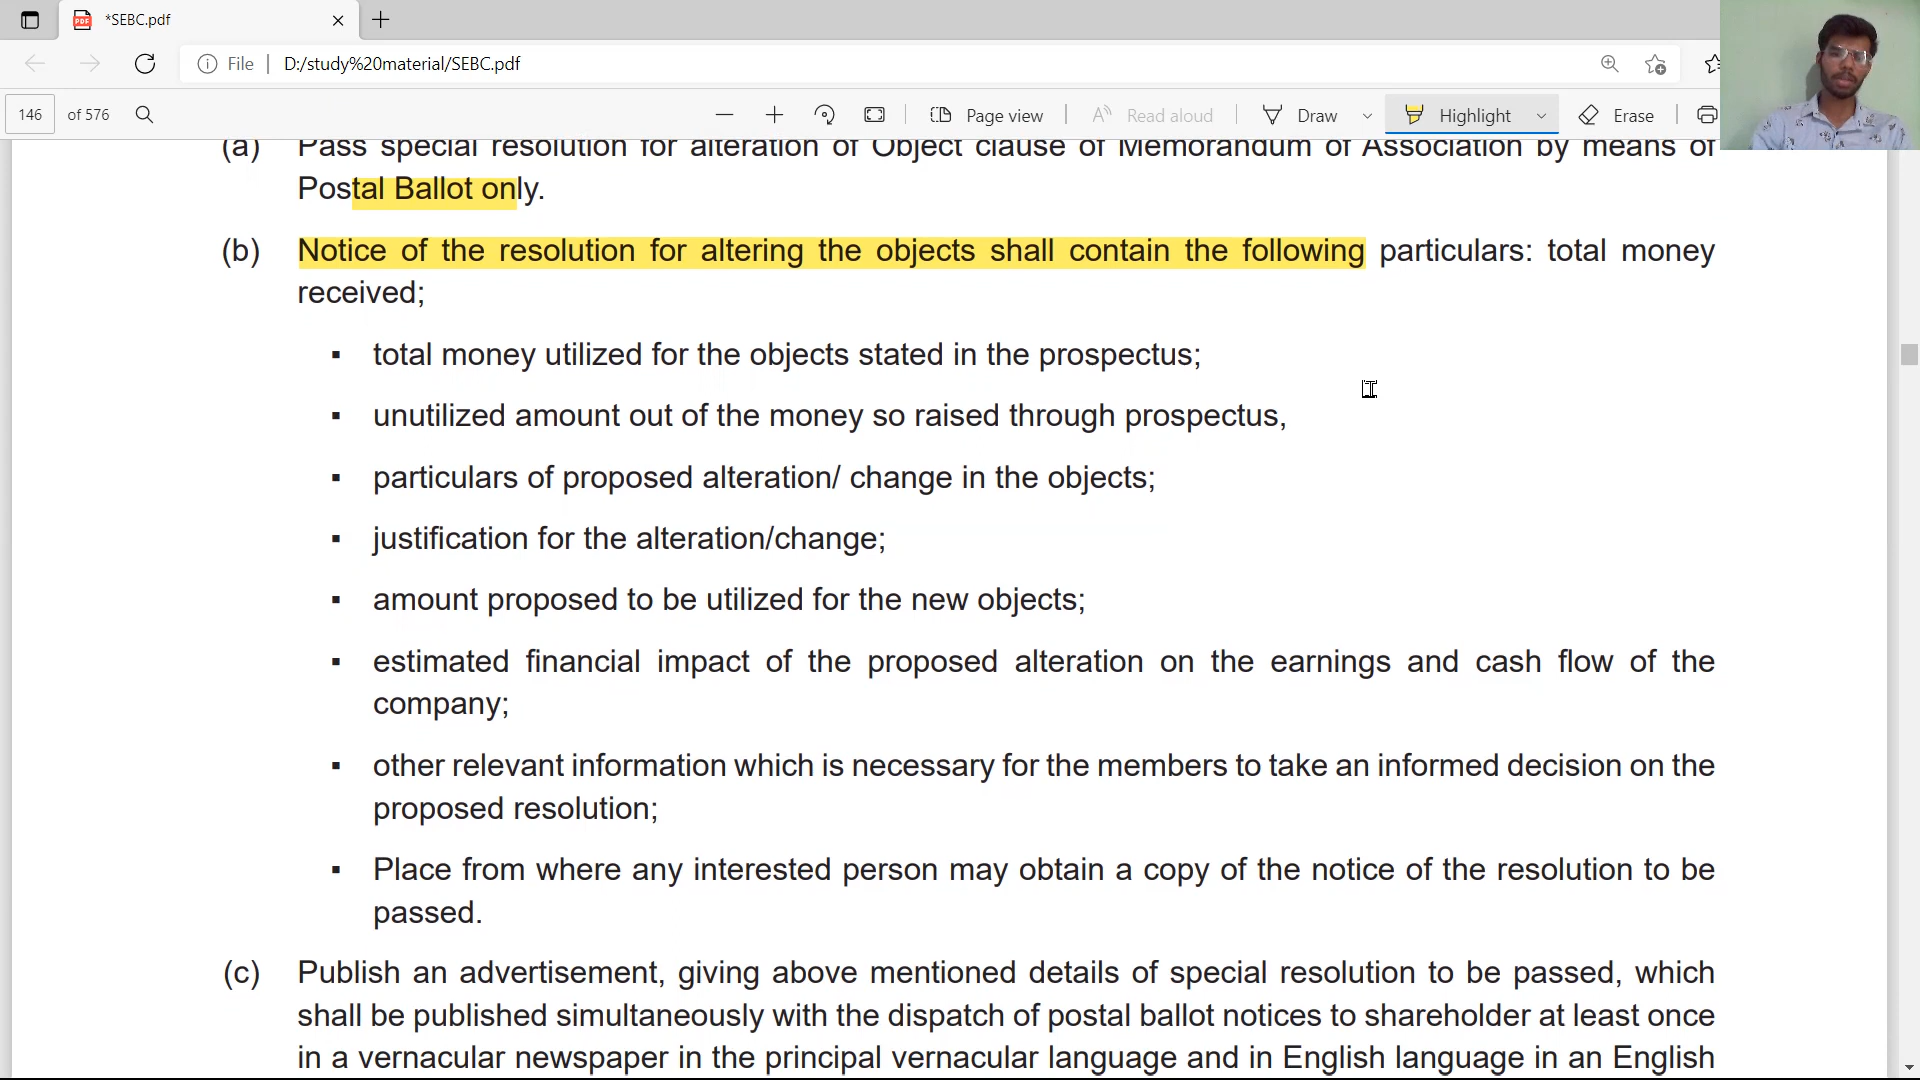 *SEBC.pdf
File
D:/study%20material/SEBC.pdf
146 of 576
Page view
Read aloud
Draw
Highlight
Erase
(a) Pass special resolution for alteration of Object clause of Memorandum of Association by means of
Postal Ballot only.
(b) Notice of the resolution for altering the objects shall contain the following particulars: total money
received;
▪ total money utilized for the objects stated in the prospectus;
▪ unutilized amount out of the money so raised through prospectus,
▪ particulars of proposed alteration/ change in the objects;
▪ justification for the alteration/change;
▪ amount proposed to be utilized for the new objects;
▪ estimated financial impact of the proposed alteration on the earnings and cash flow of the
company;
▪ other relevant information which is necessary for the members to take an informed decision on the
proposed resolution;
▪ Place from where any interested person may obtain a copy of the notice of the resolution to be
passed.
(c) Publish an advertisement, giving above mentioned details of special resolution to be passed, which
shall be published simultaneously with the dispatch of postal ballot notices to shareholder at least once
in a vernacular newspaper in the principal vernacular language and in English language in an English